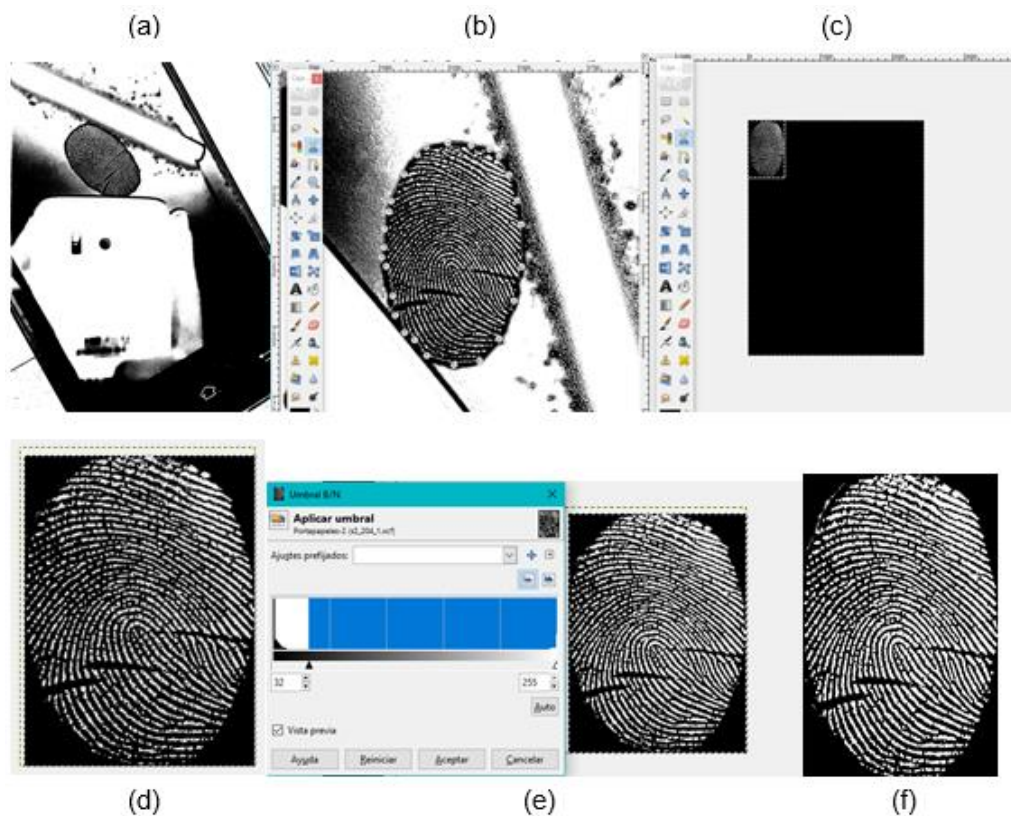 (a)
(b)
(c)
Umbral B/N
Aplicar umbral
Ajustes prefijados:
32
255
Auto
Vista previa
Ayuda
Reiniciar
Aceptar
Cancelar
(d)
(e)
(f)